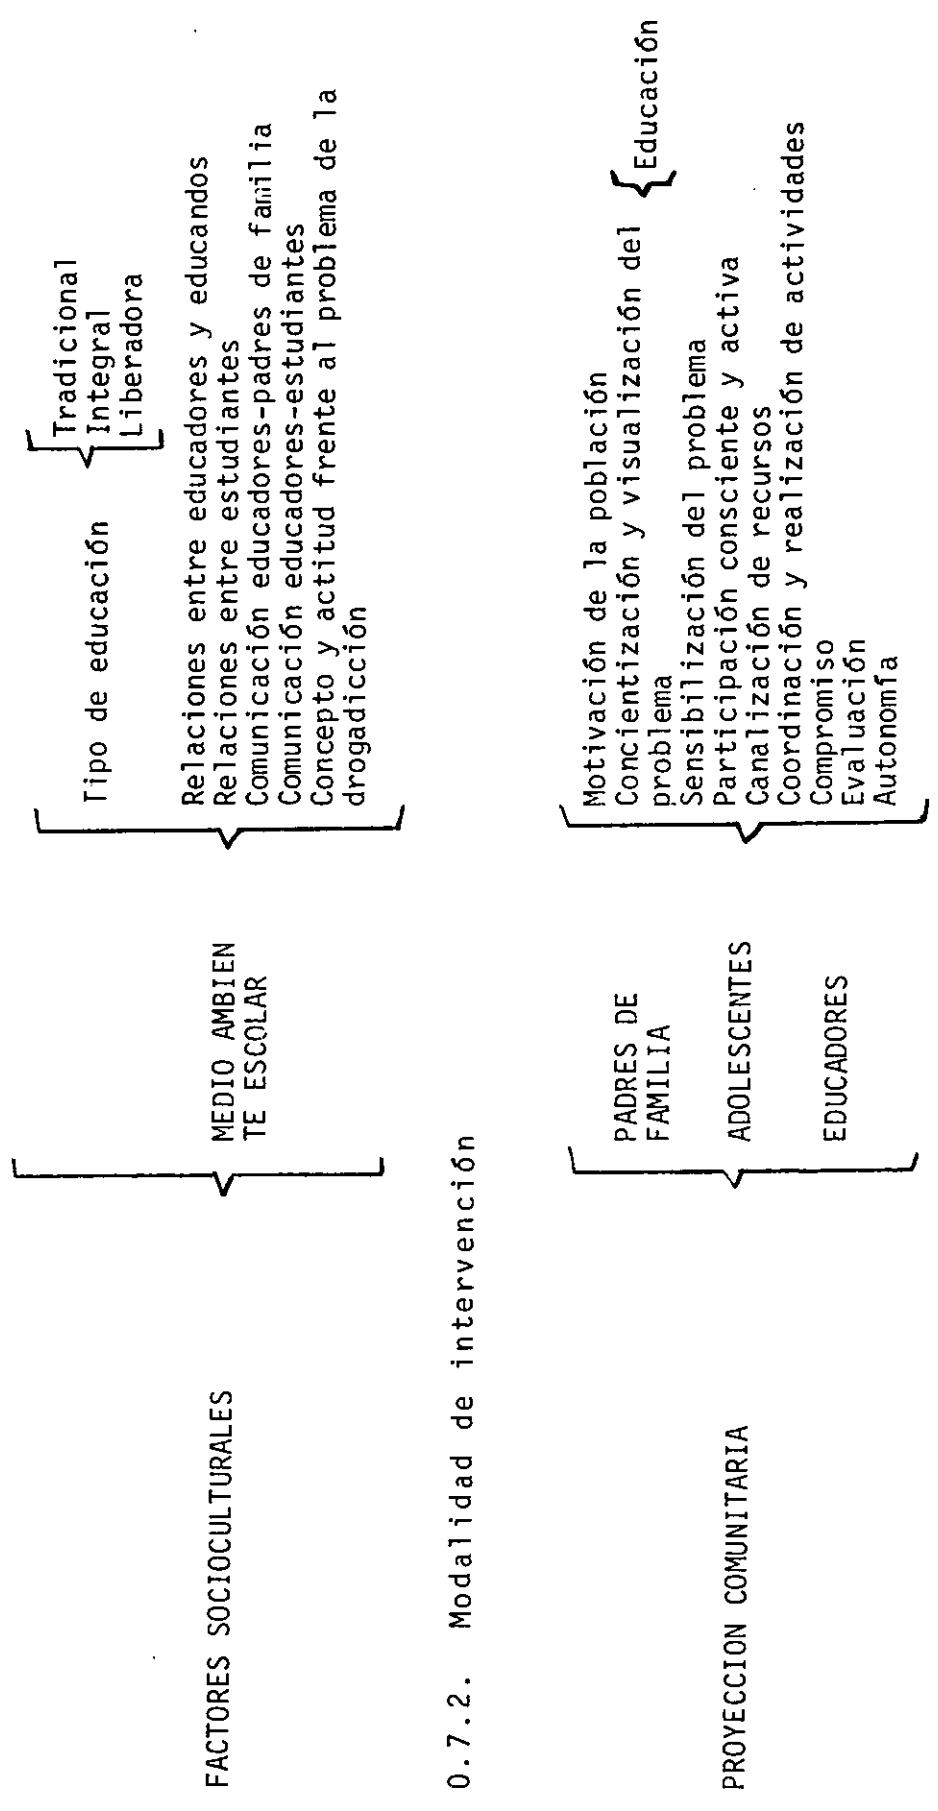 FACTORES SOCIOCULTURALES
MEDIO AMBIEN
TE ESCOLAR
Tipo de educación
Tradicional
Integral
Liberadora
Relaciones entre educadores y educandos
Relaciones entre estudiantes
Comunicación educadores-padres de familia
Comunicación educadores-estudiantes
Concepto y actitud frente al problema de la
drogadicción
0.7.2. Modalidad de intervención
PROYECCION COMUNITARIA
PADRES DE
FAMILIA
ADOLESCENTES
EDUCADORES
Motivación de la población
Concientización y visualización del
problema
Educación
Sensibilización del problema
Participación consciente y activa
Canalización de recursos
Coordinación y realización de actividades
Compromiso
Evaluación
Autonomía